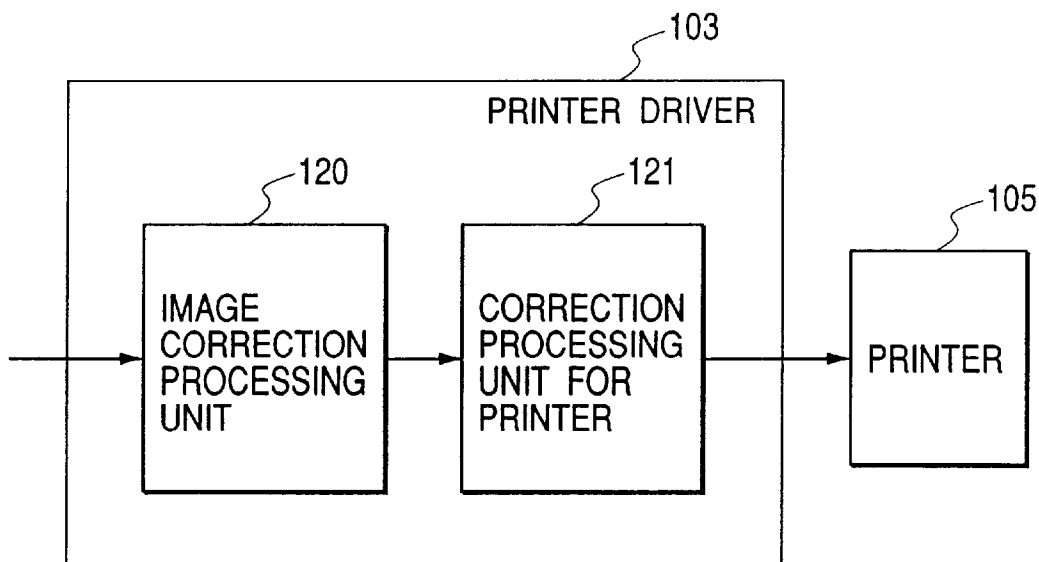 103
PRINTER DRIVER
120
121
105
IMAGE
CORRECTION
PROCESSING
UNIT
CORRECTION
PROCESSING
UNIT FOR
PRINTER
PRINTER